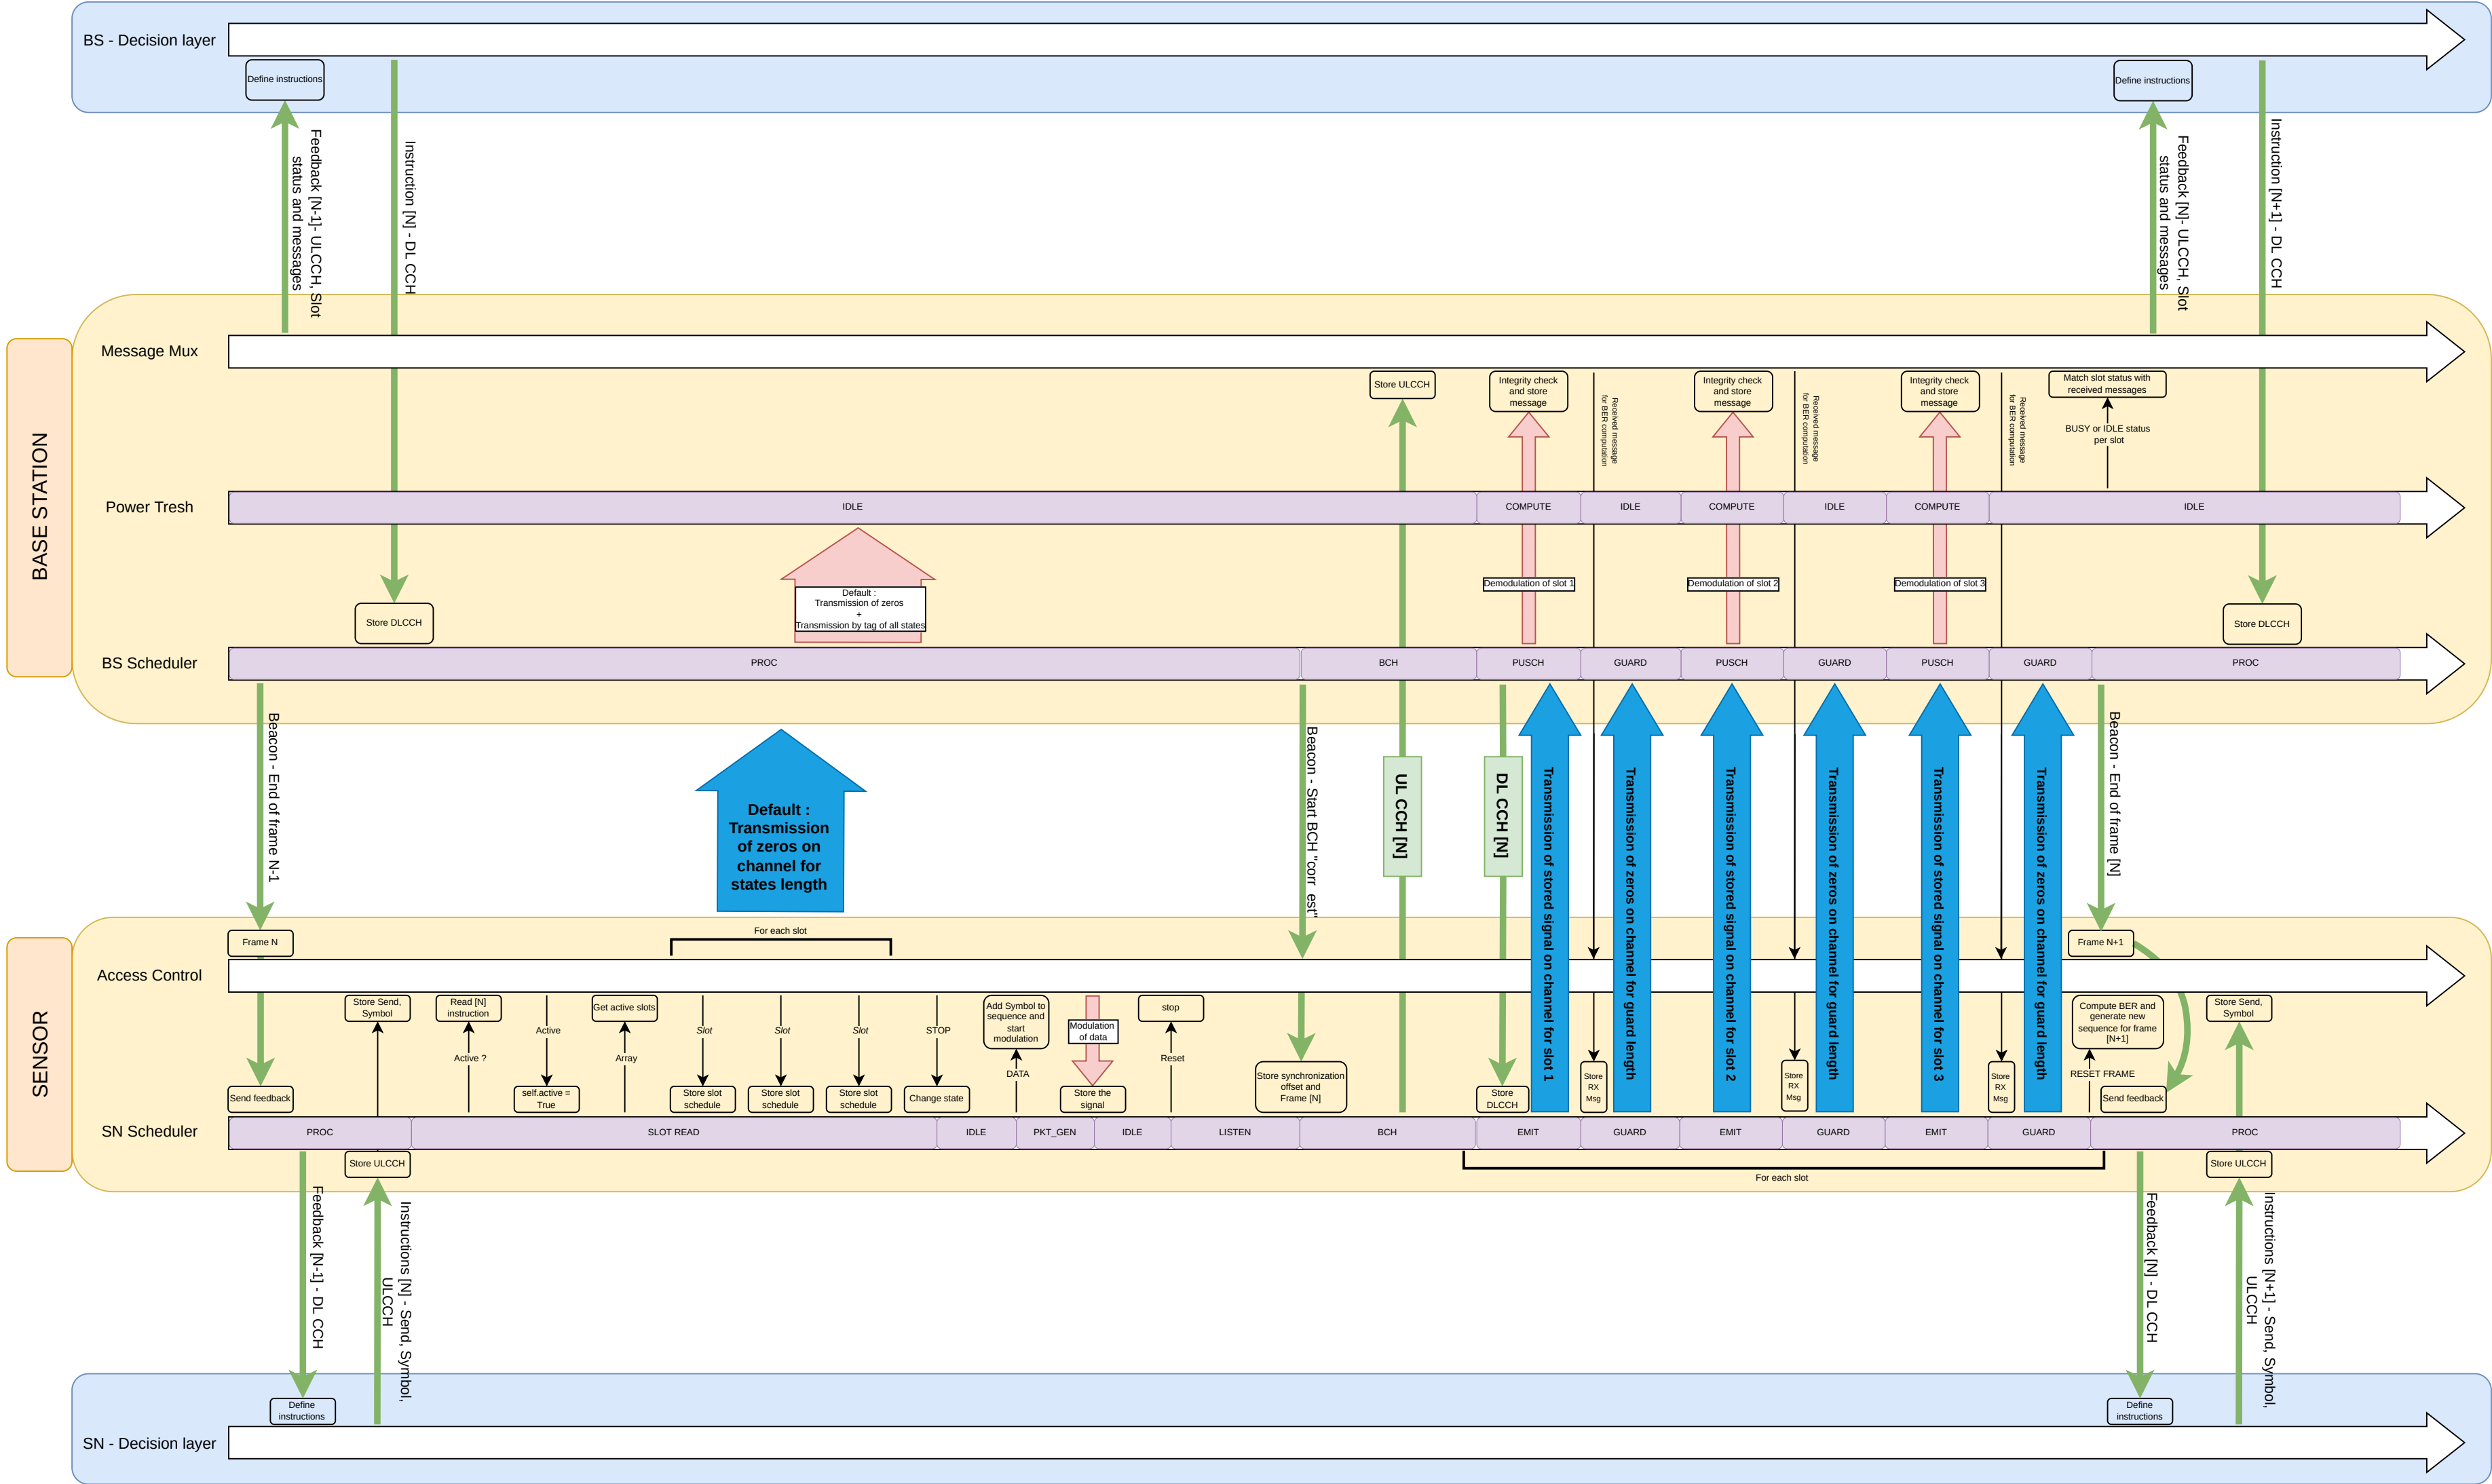 BS - Decision layer
Define instructions
Define instructions
Feedback [N-1]- ULCCH, Slot
status and messages
Instruction [N] - DL CCH
Feedback [N]- ULCCH, Slot
status and messages
Instruction [N+1] - DL CCH
BASE STATION
Message Mux
Store ULCCH
Integrity check
and store
message
Received message
for BER computation
Integrity check
and store
message
Received message
for BER computation
Integrity check
and store
message
Received message
for BER computation
Match slot status with
received messages
BUSY or IDLE status
per slot
Power Tresh
IDLE
COMPUTE
IDLE
COMPUTE
IDLE
COMPUTE
IDLE
Default :
Transmission of zeros
+
Transmission by tag of all states
Demodulation of slot 1
Demodulation of slot 2
Demodulation of slot 3
Store DLCCH
Store DLCCH
BS Scheduler
PROC
BCH
PUSCH
GUARD
PUSCH
GUARD
PUSCH
GUARD
PROC
Beacon - End of frame N-1
Default :
Transmission
of zeros on
channel for
states length
Beacon - Start BCH "corr_est"
UL CCH [N]
DL CCH [N]
Transmission of stored signal on channel for slot 1
Transmission of zeros on channel for guard length
Transmission of stored signal on channel for slot 2
Transmission of zeros on channel for guard length
Transmission of stored signal on channel for slot 3
Transmission of zeros on channel for guard length
Beacon - End of frame [N]
SENSOR
Frame N
For each slot
Frame N+1
Access Control
Store Send,
Symbol
Read [N]
instruction
Active
Get active slots
Slot
Slot
Slot
STOP
Add Symbol to
sequence and
start
modulation
Modulation
of data
stop
Compute BER and
generate new
sequence for frame
[N+1]
Store Send,
Symbol
Active ?
Array
DATA
Reset
RESET FRAME
Send feedback
self.active =
True
Store slot
schedule
Store slot
schedule
Store slot
schedule
Change state
Store the
signal
Store synchronization
offset and
Frame [N]
Store
DLCCH
Store
RX
Msg
Store
RX
Msg
Store
RX
Msg
Send feedback
SN Scheduler
PROC
SLOT READ
IDLE
PKT_GEN
IDLE
LISTEN
BCH
EMIT
GUARD
EMIT
GUARD
EMIT
GUARD
PROC
Store ULCCH
For each slot
Store ULCCH
Feedback [N-1] - DL CCH
Instructions [N] - Send, Symbol,
ULCCH
Feedback [N] - DL CCH
Instructions [N+1] - Send, Symbol,
ULCCH
Define
instructions
Define
instructions
SN - Decision layer